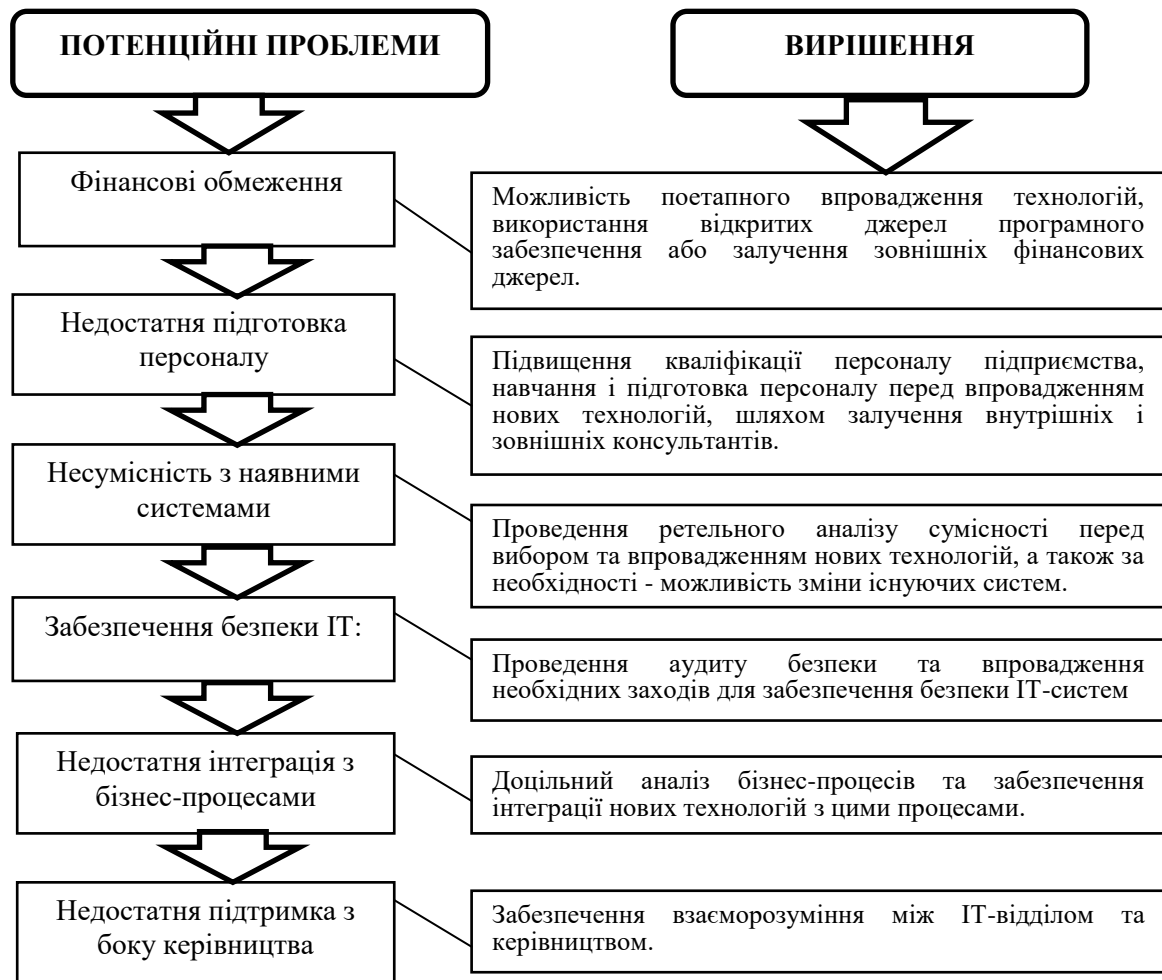 ПОТЕНЦІЙНІ ПРОБЛЕМИ
ВИРІШЕННЯ
Фінансові обмеження
Можливість поетапного впровадження технологій,
використання відкритих джерел програмного
забезпечення або залучення зовнішніх фінансових
джерел.
Недостатня підготовка
персоналу
Підвищення кваліфікації персоналу підприємства,
навчання і підготовка персоналу перед впровадженням
нових технологій, шляхом залучення внутрішніх і
зовнішніх консультантів.
Несумісність з наявними
системами
Проведення ретельного аналізу сумісності перед
вибором та впровадженням нових технологій, а також за
необхідності - можливість зміни існуючих систем.
Забезпечення безпеки ІТ:
Проведення аудиту безпеки та впровадження
необхідних заходів для забезпечення безпеки ІТ-систем
Недостатня інтеграція з
бізнес-процесами
Доцільний аналіз бізнес-процесів та забезпечення
інтеграції нових технологій з цими процесами.
Недостатня підтримка з
боку керівництва
Забезпечення взаєморозуміння між ІТ-відділом та
керівництвом.